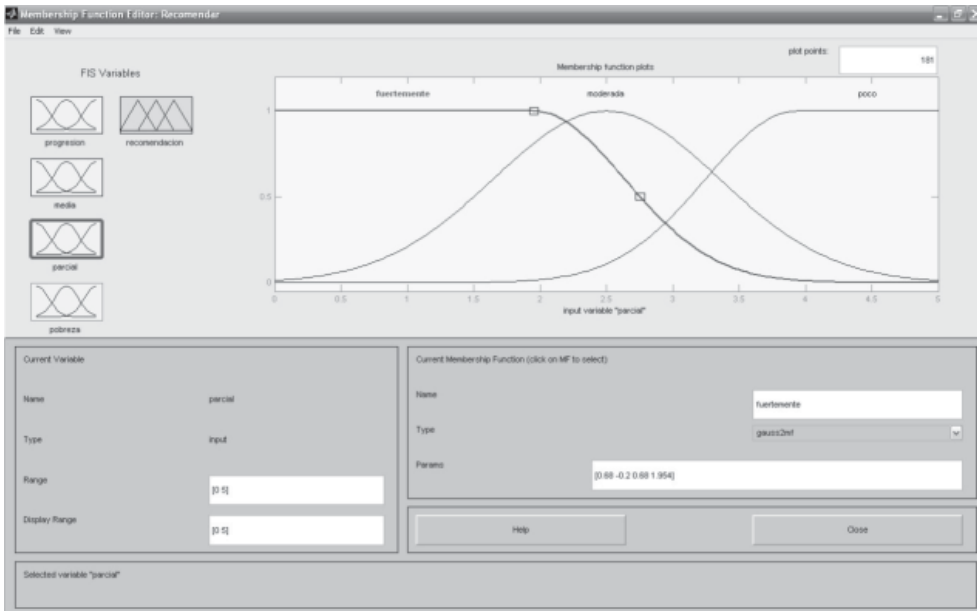 Membership Function Editor: Recomendar
File Edit View
FIS Variables
plot points:
181
Membership function plots
progresion
recomendacion
media
parcial
pobreza
fuertemente
moderada
poco
1
0.5
0
0 0.5 1 1.5 2 2.5 3 3.5 4 4.5 5
input variable "parcial"
Current Variable
Name parcial
Type input
Range [0 5]
Display Range [0 5]
Current Membership Function (click on MF to select)
Name fuertemente
Type gauss2mf
Params [0.68 -0.2 0.68 1.954]
Help Close
Selected variable "parcial"